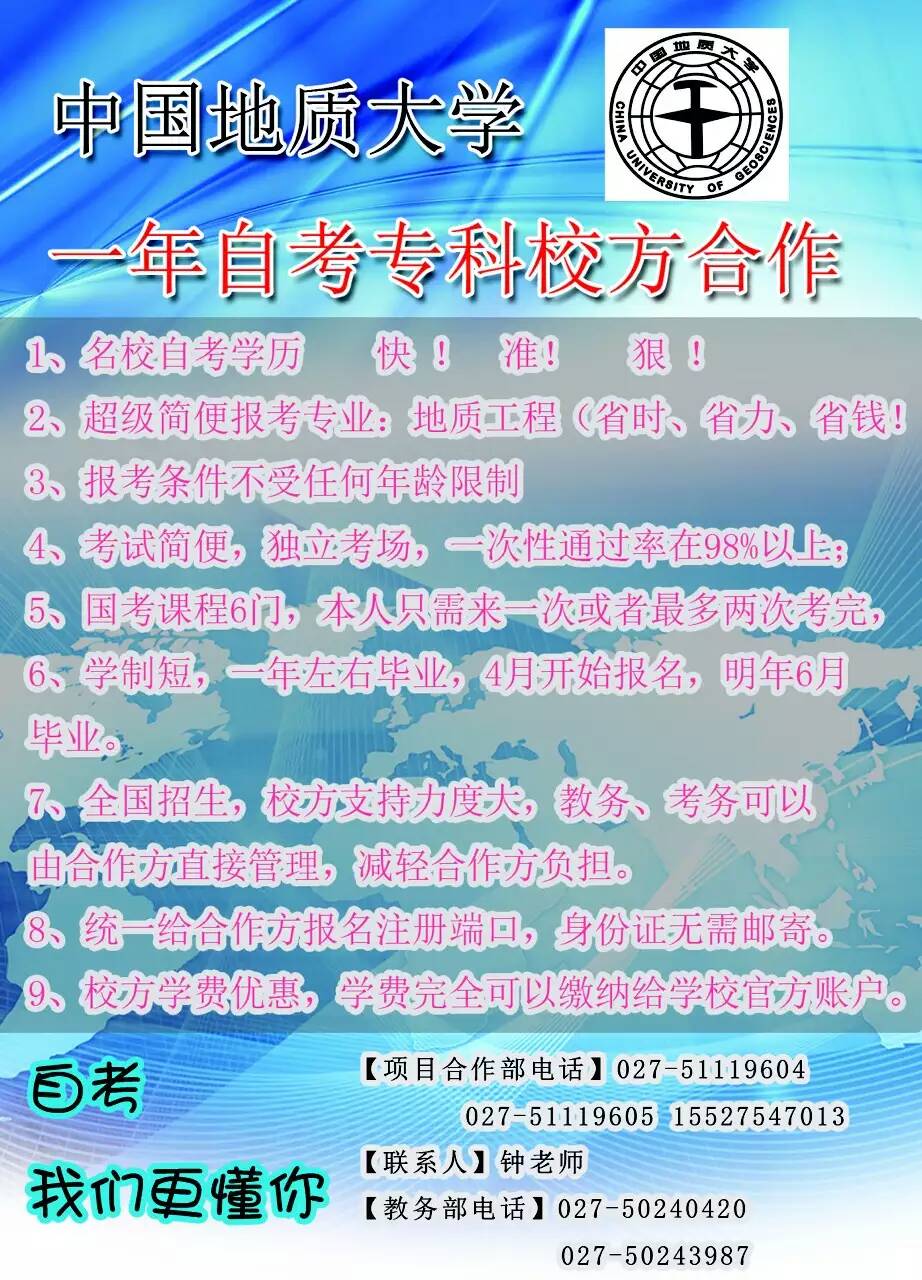 中国地质大学
中国地质大学
CHINA UNIVERSITY OF GEOSCIENCES
一年自考专科校方合作
1、名校自考学历 快！ 准！ 狠！
2、超级简便报考专业：地质工程（省时、省力、省钱！
3、报考条件不受任何年龄限制
4、考试简便，独立考场，一次性通过率在98%以上；
5、国考课程6门，本人只需来一次或者最多两次考完，
6、学制短，一年左右毕业，4月开始报名，明年6月
毕业。
7、全国招生，校方支持力度大，教务、考务可以
由合作方直接管理，减轻合作方负担。
8、统一给合作方报名注册端口，身份证无需邮寄。
9、校方学费优惠，学费完全可以缴纳给学校官方账户。
自考
我们更懂你
【项目合作部电话】027-51119604
027-51119605 15527547013
【联系人】钟老师
【教务部电话】027-50240420
027-50243987